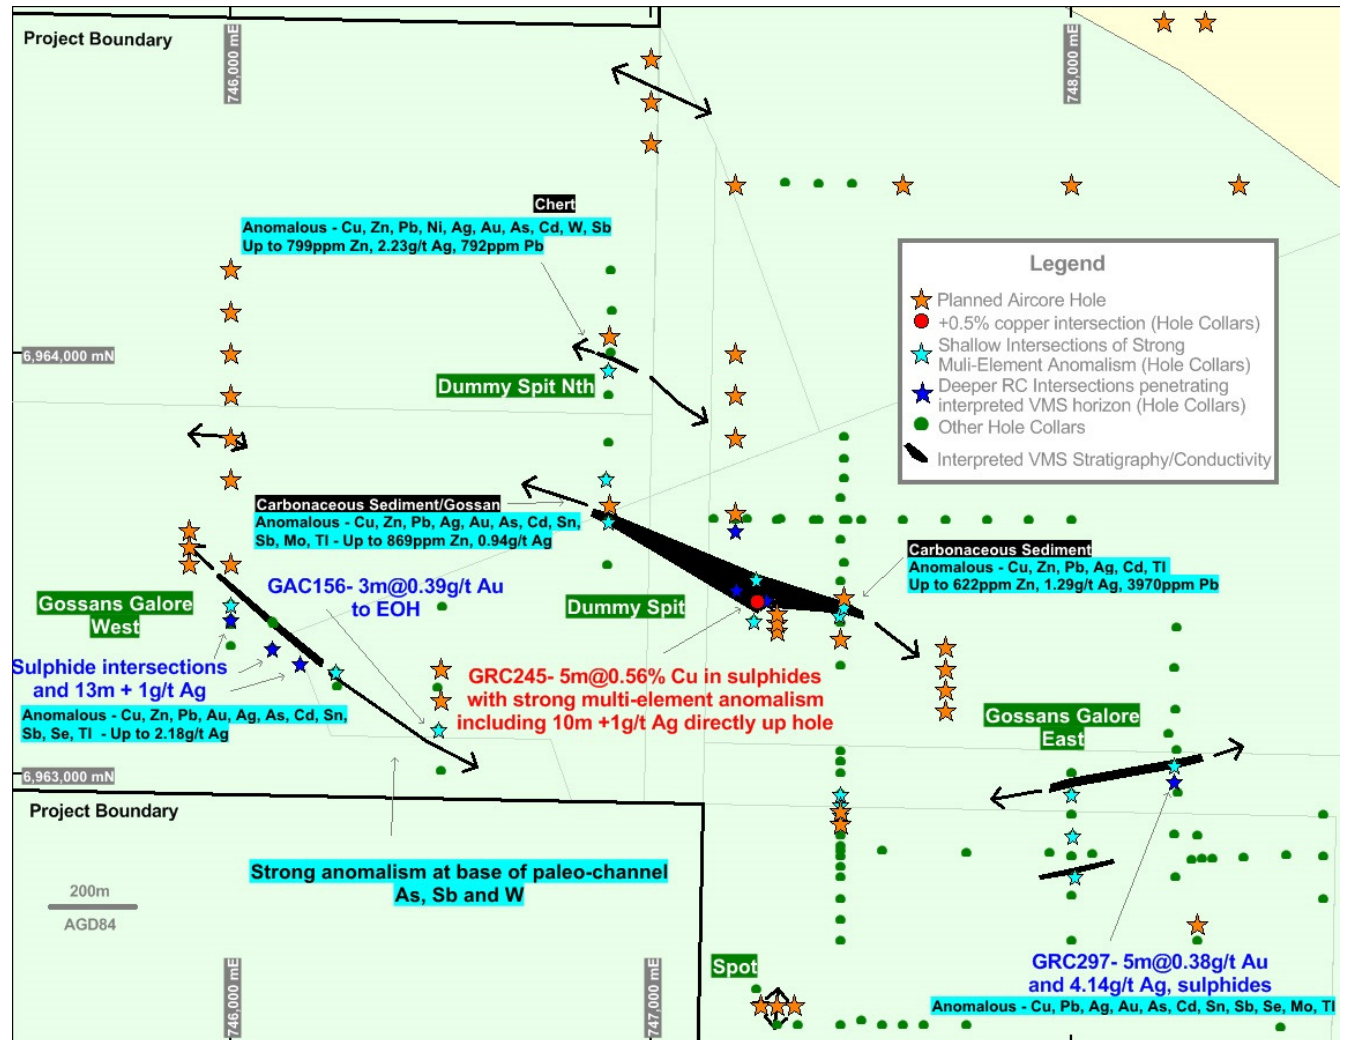 Project Boundary
746,000 mE
748,000 mE
Chert
Anomalous - Cu, Zn, Pb, Ni, Ag, Au, As, Cd, W, Sb
Up to 799ppm Zn, 2.23g/t Ag, 792ppm Pb
Legend
Planned Aircore Hole
+0.5% copper intersection (Hole Collars)
Shallow Intersections of Strong
Muli-Element Anomalism (Hole Collars)
Deeper RC Intersections penetrating
interpreted VMS horizon (Hole Collars)
Other Hole Collars
Interpreted VMS Stratigraphy/Conductivity
6,964,000 mN
Dummy Spit Nth
Carbonaceous Sediment/Gossan
Anomalous - Cu, Zn, Pb, Ag, Au, As, Cd, Sn,
Sb, Mo, Tl - Up to 869ppm Zn, 0.94g/t Ag
Carbonaceous Sediment
Anomalous - Cu, Zn, Pb, Ag, Cd, Tl
Up to 622ppm Zn, 1.29g/t Ag, 3970ppm Pb
GAC156- 3m@0.39g/t Au
to EOH
Gossans Galore
West
Dummy Spit
Sulphide intersections
and 13m + 1g/t Ag
Anomalous - Cu, Zn, Pb, Au, Ag, As, Cd, Sn,
Sb, Se, Tl - Up to 2.18g/t Ag
GRC245- 5m@0.56% Cu in sulphides
with strong multi-element anomalism
including 10m +1g/t Ag directly up hole
Gossans Galore
East
6,963,000 mN
Project Boundary
Strong anomalism at base of paleo-channel
As, Sb and W
200m
AGD84
746,000 mE
747,000 mE
Spot
GRC297- 5m@0.38g/t Au
and 4.14g/t Ag, sulphides
Anomalous - Cu, Pb, Ag, Au, As, Cd, Sn, Sb, Se, Mo, Tl